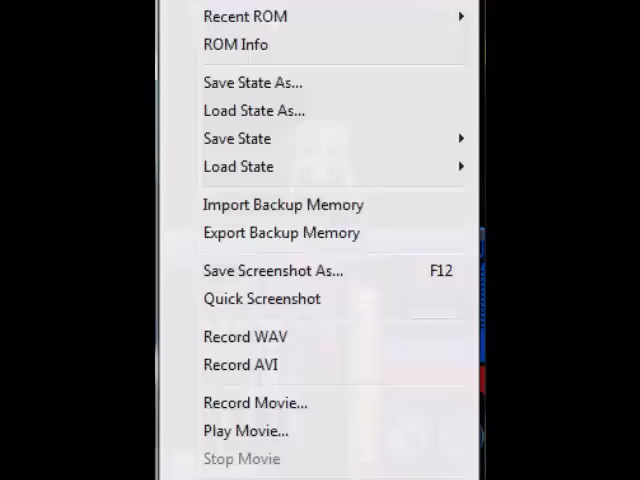 Recent ROM
ROM Info
Save State As...
Load State As...
Save State
Load State
Import Backup Memory
Export Backup Memory
Save Screenshot As... F12
Quick Screenshot
Record WAV
Record AVI
Record Movie...
Play Movie...
Stop Movie